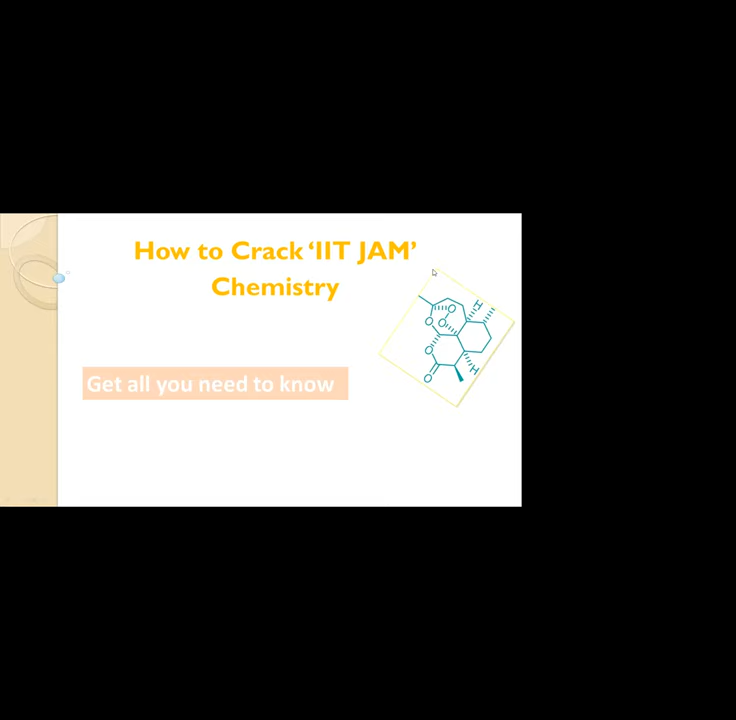 How to Crack ‘IIT JAM’
Chemistry
Get all you need to know
H
O
O
O
O
H
O